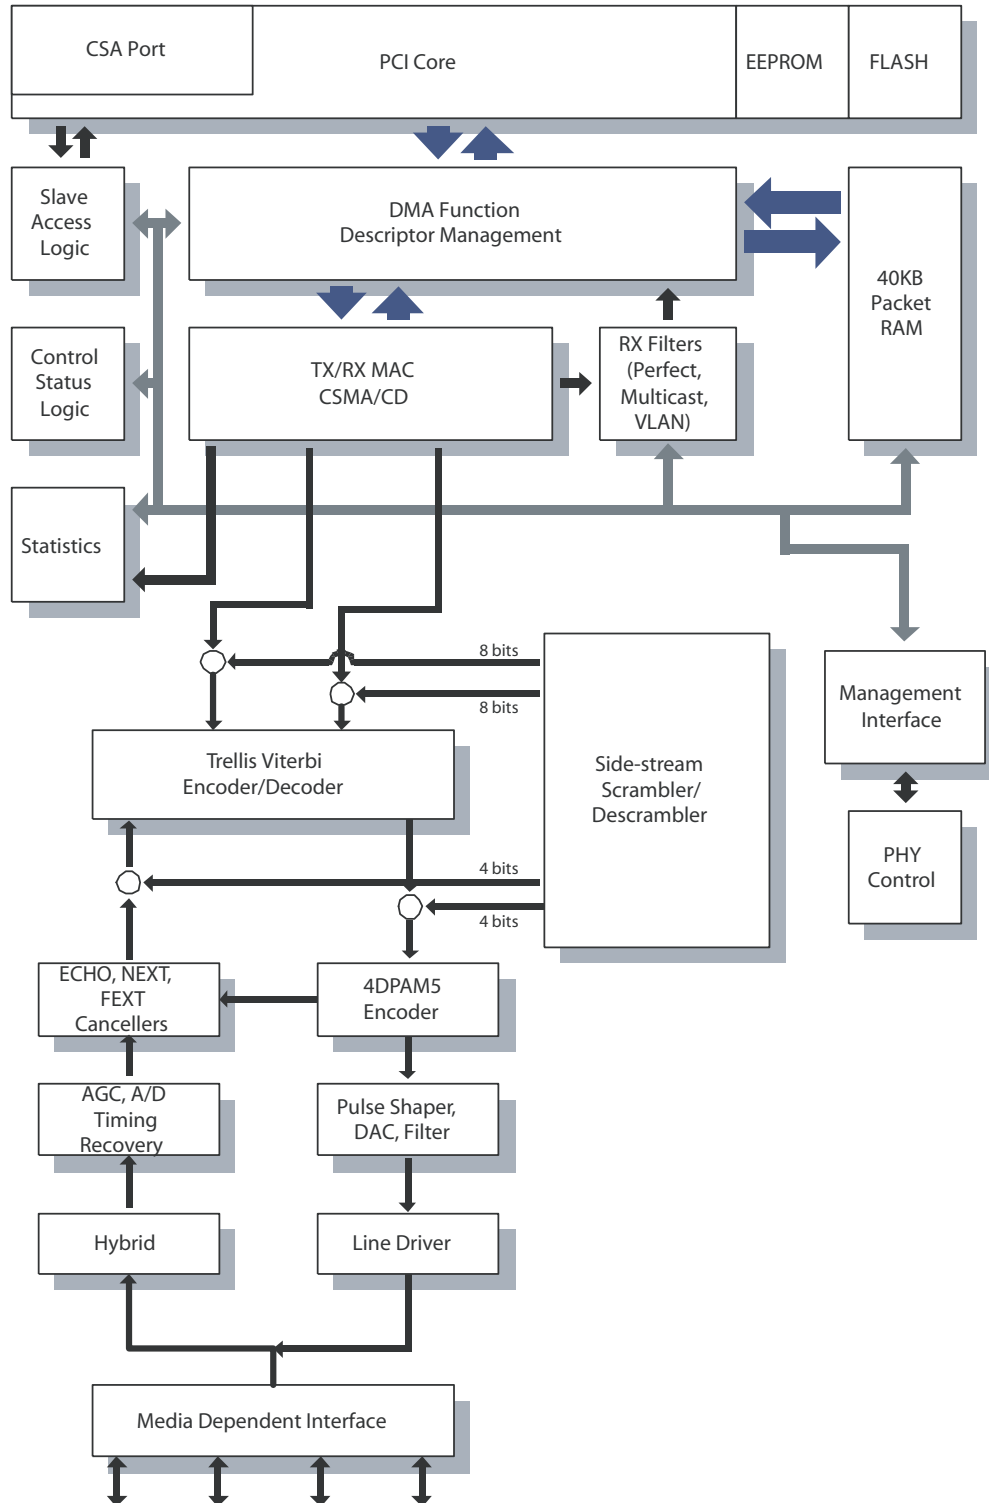 CSA Port
PCI Core
EEPROM
FLASH
Slave
Access
Logic
DMA Function
Descriptor Management
40KB
Packet
RAM
Control
Status
Logic
TX/RX MAC
CSMA/CD
RX Filters
(Perfect,
Multicast,
VLAN)
Statistics
8 bits
8 bits
Management
Interface
Trellis Viterbi
Encoder/Decoder
Side-stream
Scrambler/
Descrambler
PHY
Control
4 bits
4 bits
ECHO, NEXT,
FEXT
Cancellers
4DPAM5
Encoder
AGC, A/D
Timing
Recovery
Pulse Shaper,
DAC, Filter
Hybrid
Line Driver
Media Dependent Interface